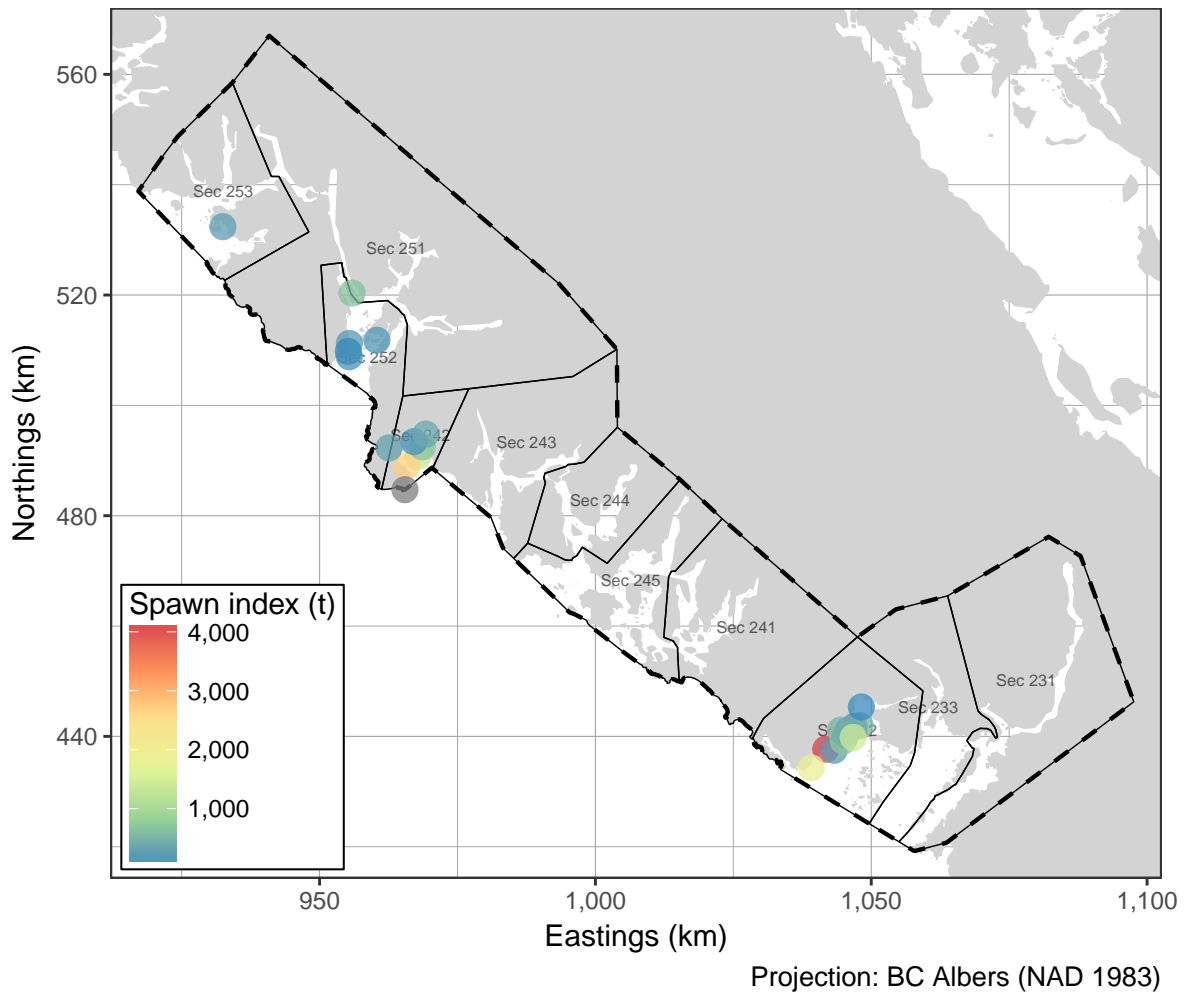 560
520
480
440
Northings (km)
Sec 253
Sec 251
Sec 242
Sec 243
Sec 244
Sec 245
Sec 241
Sec 231
Sec 233
Spawn index (t)
4,000
3,000
2,000
1,000
950
1,000
1,050
1,100
Eastings (km)
Projection: BC Albers (NAD 1983)